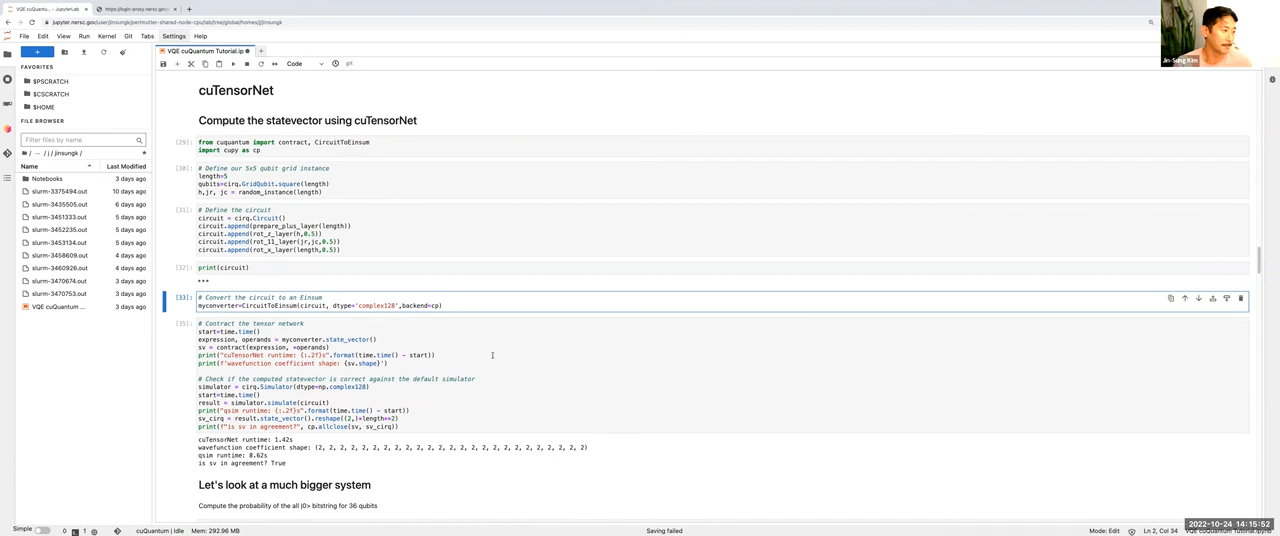 VQE cuQuantu... - JupyterLab
https://login-proxy.nersc.gov/
jupyter.nersc.gov/user/jinsungk/perlmutter-shared-node-cpu/lab/tree/global/homes/j/jinsungk
File Edit View Run Kernel Git Tabs Settings Help
Jin-Sung Kim
FAVORITES
$PSCRATCH
$CSCRATCH
$HOME
FILE BROWSER
Filter files by name
/ ··· / j / jinsungk /
Name Last Modified
Notebooks 3 days ago
slurm-3375494.out 10 days ago
slurm-3435505.out 6 days ago
slurm-3451333.out 5 days ago
slurm-3452235.out 5 days ago
slurm-3453134.out 5 days ago
slurm-3458609.out 4 days ago
slurm-3460926.out 4 days ago
slurm-3470674.out 3 days ago
slurm-3470753.out 3 days ago
VQE cuQuantum ... 3 days ago
VQE cuQuantum Tutorial.ip
Code
cuTensorNet
Compute the statevector using cuTensorNet
[29]: from cuquantum import contract, CircuitToEinsum
import cupy as cp
[30]: # Define our 5x5 qubit grid instance
length=5
qubits=cirq.GridQubit.square(length)
h,jr, jc = random_instance(length)
[31]: # Define the circuit
circuit = cirq.Circuit()
circuit.append(prepare_plus_layer(length))
circuit.append(rot_z_layer(h,0.5))
circuit.append(rot_11_layer(jr,jc,0.5))
circuit.append(rot_x_layer(length,0.5))
[32]: print(circuit)
···
[33]: # Convert the circuit to an Einsum
myconverter=CircuitToEinsum(circuit, dtype='complex128',backend=cp)
[35]: # Contract the tensor network
start=time.time()
expression, operands = myconverter.state_vector()
sv = contract(expression, *operands)
print("cuTensorNet runtime: {:.2f}s".format(time.time() - start))
print(f'wavefunction coefficient shape: {sv.shape}')
# Check if the computed statevector is correct against the default simulator
simulator = cirq.Simulator(dtype=np.complex128)
start=time.time()
result = simulator.simulate(circuit)
print("qsim runtime: {:.2f}s".format(time.time() - start))
sv_cirq = result.state_vector().reshape((2,)*length**2)
print(f"is sv in agreement?", cp.allclose(sv, sv_cirq))
cuTensorNet runtime: 1.42s
wavefunction coefficient shape: (2, 2, 2, 2, 2, 2, 2, 2, 2, 2, 2, 2, 2, 2, 2, 2, 2, 2, 2, 2, 2, 2, 2, 2, 2)
qsim runtime: 8.62s
is sv in agreement? True
Let's look at a much bigger system
Compute the probability of the all |0> bitstring for 36 qubits
Simple 0 1 cuQuantum | Idle Mem: 292.96 MB Saving failed Mode: Edit Ln 2, Col 34
2022-10-24 14:15:52